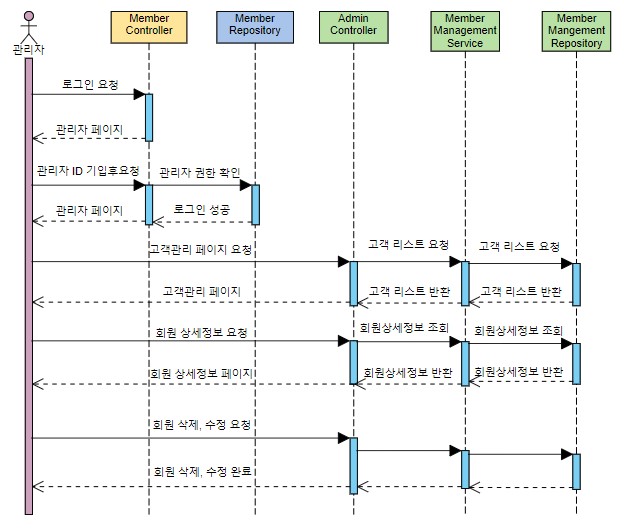 Member
Controller
Member
Repository
Admin
Controller
Member
Management
Service
Member
Mangement
Repository
관리자
로그인 요청
관리자 페이지
관리자 ID 기입후요청
관리자 권한 확인
관리자 페이지
로그인 성공
고객관리 페이지 요청
고객 리스트 요청
고객 리스트 요청
고객관리 페이지
고객 리스트 반환
고객 리스트 반환
회원 상세정보 요청
회원상세정보 조회
회원상세정보 조회
회원 상세정보 페이지
회원상세정보 반환
회원상세정보 반환
회원 삭제, 수정 요청
회원 삭제, 수정 완료